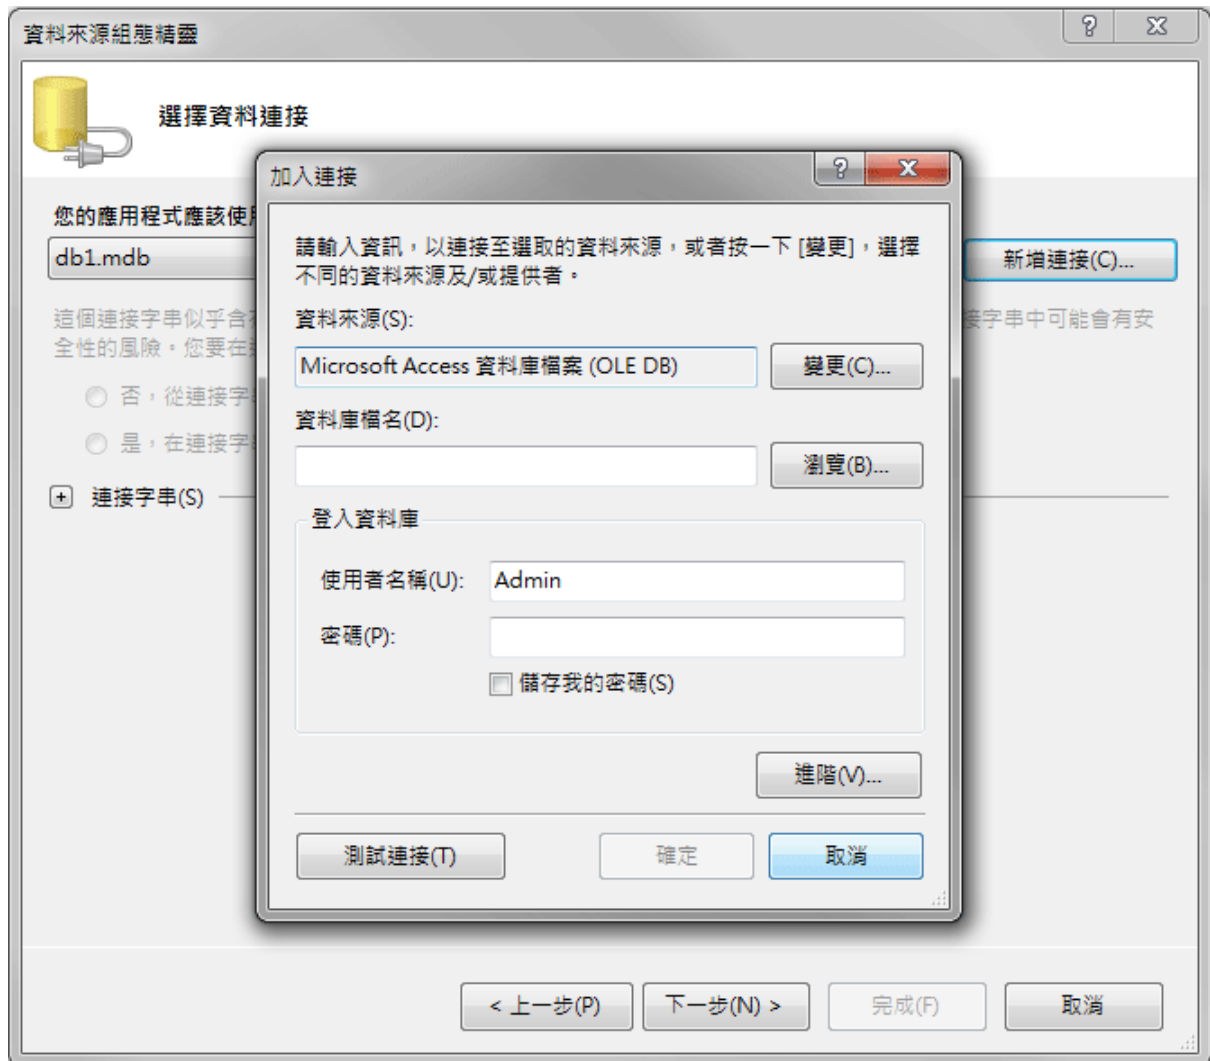 資料來源組態精靈
選擇資料連接
您的應用程式應該使用
db1.mdb
新增連接(C)...
這個連接字串似乎含
接字串中可能會有安
全性的風險。您要在
否，從連接字
是，在連接字
連接字串(S)
加入連接
請輸入資訊，以連接至選取的資料來源，或者按一下 [變更]，選擇
不同的資料來源及/或提供者。
資料來源(S):
Microsoft Access 資料庫檔案 (OLE DB)
變更(C)...
資料庫檔名(D):
瀏覽(B)...
登入資料庫
使用者名稱(U):
Admin
密碼(P):
儲存我的密碼(S)
進階(V)...
測試連接(T)
確定
取消
< 上一步(P)
下一步(N) >
完成(F)
取消